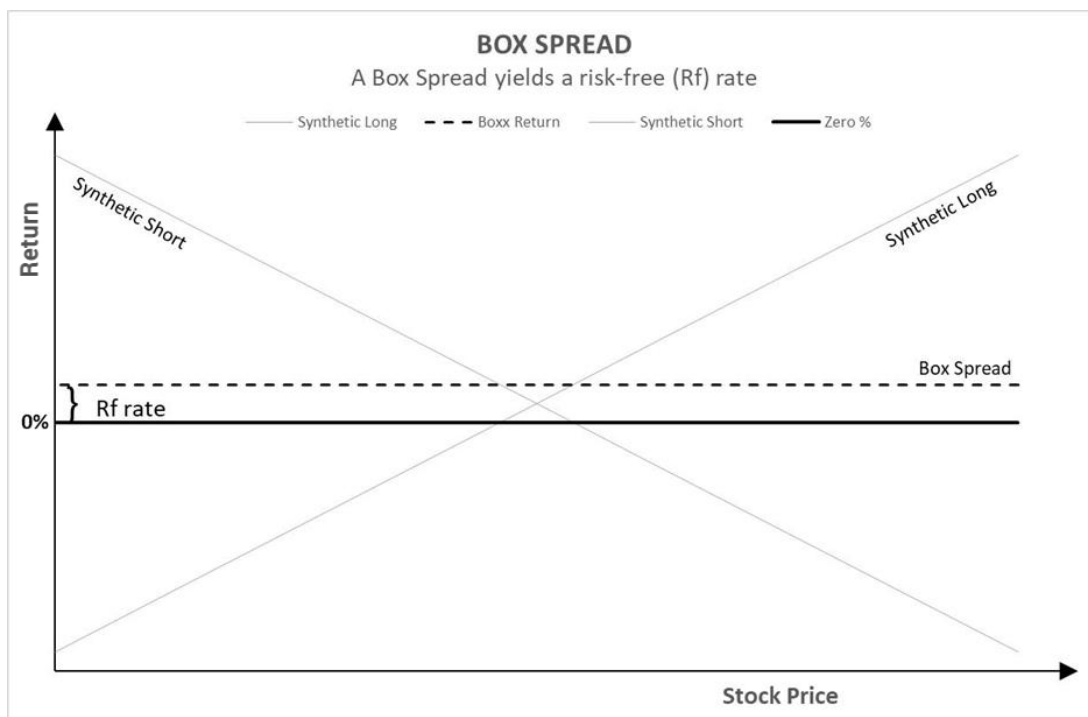 BOX SPREAD
A Box Spread yields a risk-free (Rf) rate
Synthetic Long
Boxx Return
Synthetic Short
Zero %
Synthetic Short
Synthetic Long
Return
Box Spread
Rf rate
0%
Stock Price